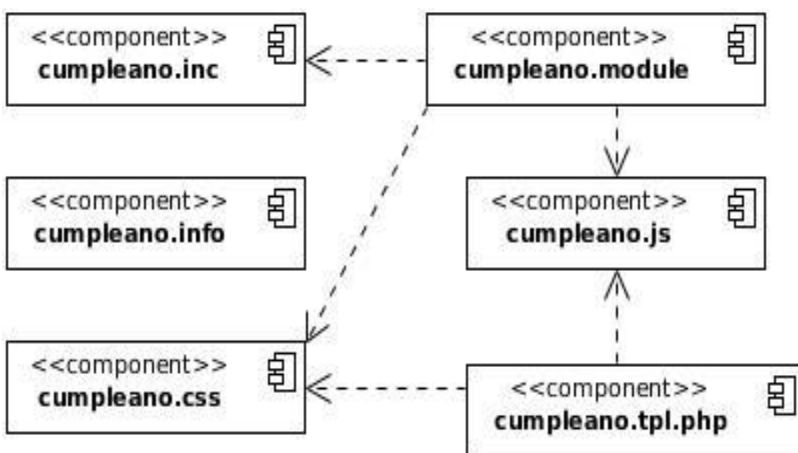 <<component>>
cumpleano.inc
<<component>>
cumpleano.module
<<component>>
cumpleano.info
<<component>>
cumpleano.js
<<component>>
cumpleano.css
<<component>>
cumpleano.tpl.php